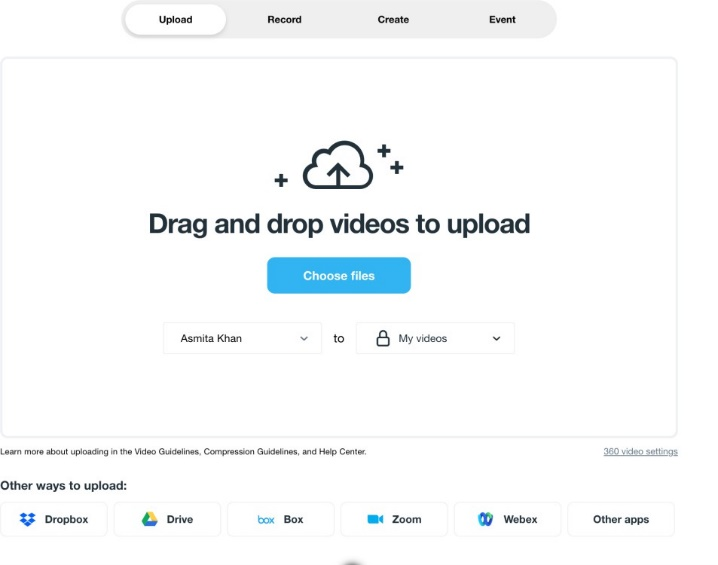 Upload Record Create Event
Drag and drop videos to upload
Choose files
Asmita Khan to My videos
Learn more about uploading in the Video Guidelines, Compression Guidelines, and Help Center. 360 video settings
Other ways to upload:
Dropbox Drive box Box Zoom Webex Other apps